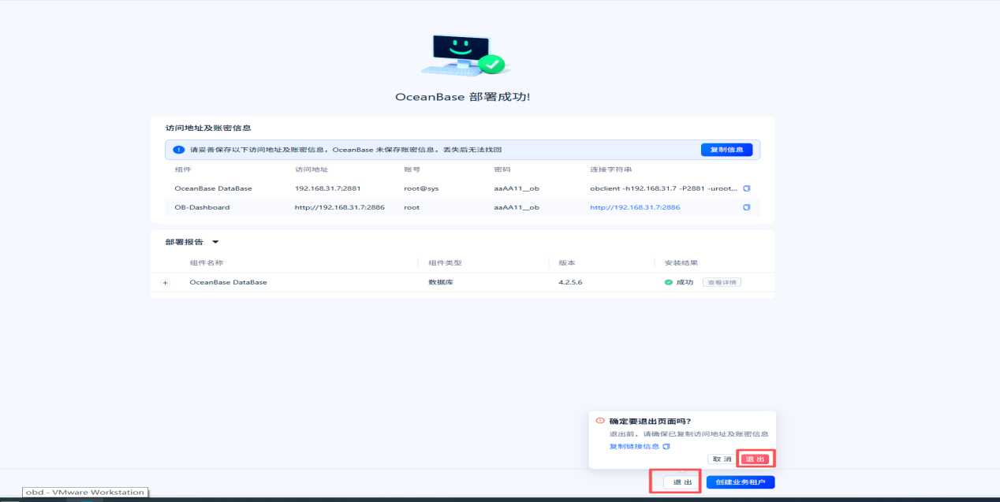 OceanBase 部署成功!
访问地址及账密信息
请妥善保存以下访问地址及账密信息，OceanBase 未保存账密信息，丢失后无法找回 复制信息
组件 访问地址 账号 密码 连接字符串
OceanBase DataBase 192.168.31.7:2881 root@sys aaAA11__ob obclient -h192.168.31.7 -P2881 -uroot...
OB-Dashboard http://192.168.31.7:2886 root aaAA11__ob http://192.168.31.7:2886
部署报告
组件名称 组件类型 版本 安装结果
+ OceanBase DataBase 数据库 4.2.5.6 成功 查看详情
确定要退出页面吗?
退出前，请确保已复制访问地址及账密信息
复制链接信息
取 消 退 出
退 出 创建业务租户
obd - VMware Workstation